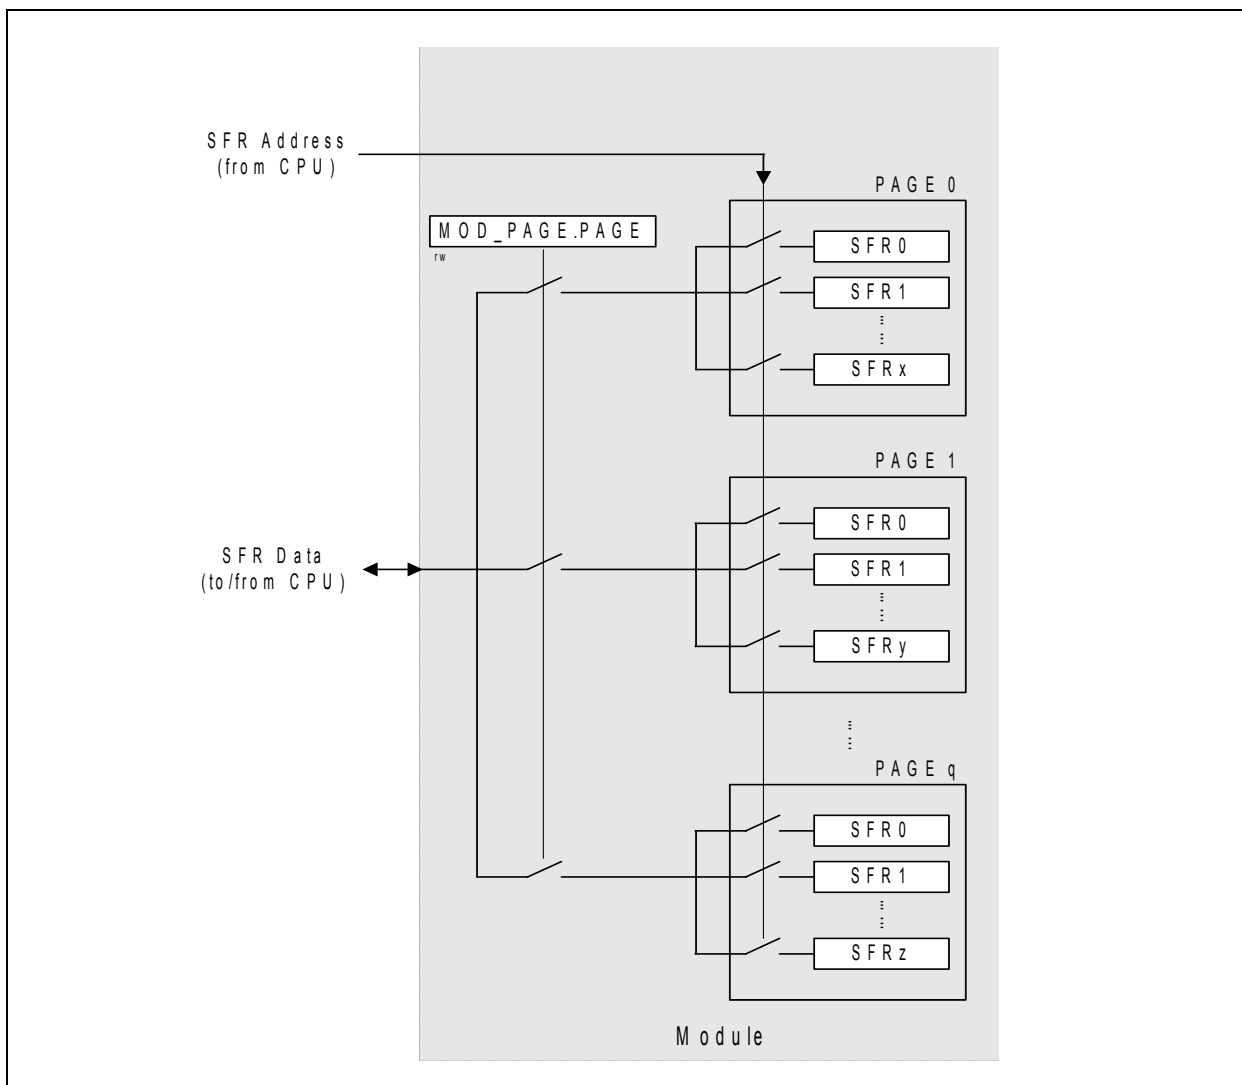 SFR Address
(from CPU)
PAGE 0
MOD_PAGE.PAGE
rw
SFR0
SFR1
SFRx
PAGE 1
SFR0
SFR1
SFRy
SFR Data
(to/from CPU)
PAGE q
SFR0
SFR1
SFRz
Module